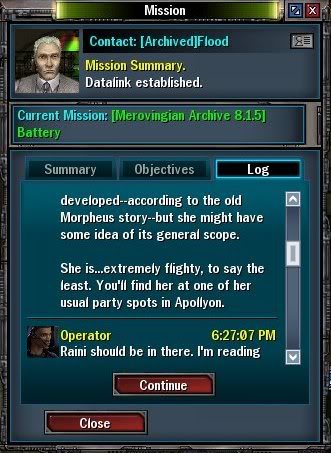 Mission
Contact: [Archived]Flood
Mission Summary.
Datalink established.
Current Mission: [Merovingian Archive 8.1.5]
Battery
Summary
Objectives
Log
developed--according to the old
Morpheus story--but she might have
some idea of its general scope.
She is...extremely flighty, to say the
least. You'll find her at one of her
usual party spots in Apollyon.
Operator 6:27:07 PM
Raini should be in there. I'm reading
Continue
Close